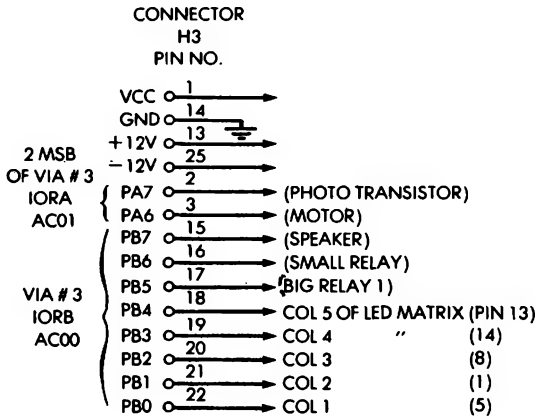 CONNECTOR
H3
PIN NO.
VCC 1
GND 14
+12V 13
−12V 25
2 MSB
OF VIA # 3
IORA
AC01
PA7 2 (PHOTO TRANSISTOR)
PA6 3 (MOTOR)
VIA # 3
IORB
AC00
PB7 15 (SPEAKER)
PB6 16 (SMALL RELAY)
PB5 17 (BIG RELAY 1)
PB4 18 COL 5 OF LED MATRIX (PIN 13)
PB3 19 COL 4 " (14)
PB2 20 COL 3 (8)
PB1 21 COL 2 (1)
PB0 22 COL 1 (5)